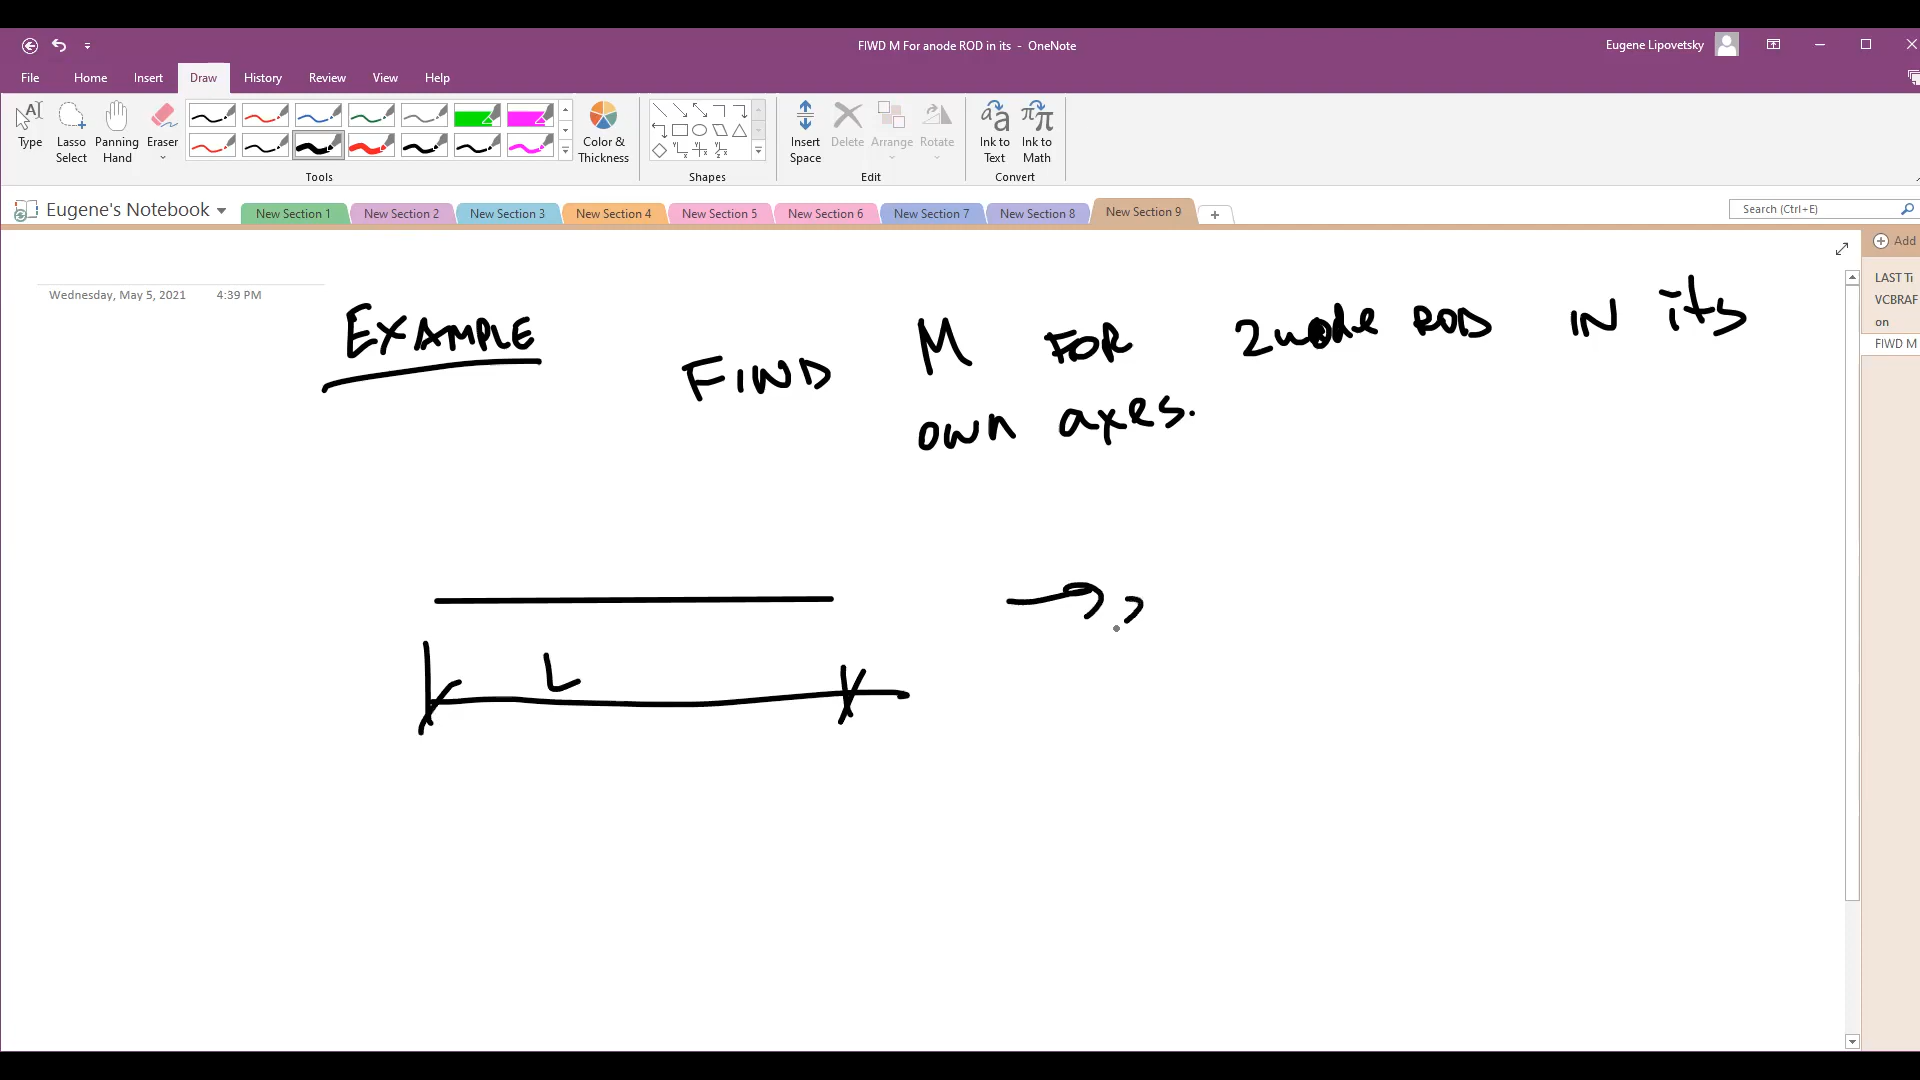 FIWD M For anode ROD in its - OneNote
Eugene Lipovetsky
File Home Insert Draw History Review View Help
Type
Lasso Select
Panning Hand
Eraser
Color & Thickness
Insert Space
Delete
Arrange
Rotate
Ink to Text
Ink to Math
Tools
Shapes
Edit
Convert
Eugene's Notebook
New Section 1
New Section 2
New Section 3
New Section 4
New Section 5
New Section 6
New Section 7
New Section 8
New Section 9
Search (Ctrl+E)
Add
LAST Ti
VCBRAF
on
FIWD M
Wednesday, May 5, 2021 4:39 PM
EXAMPLE
FIND M FOR 2node ROD IN its
own axes.
L